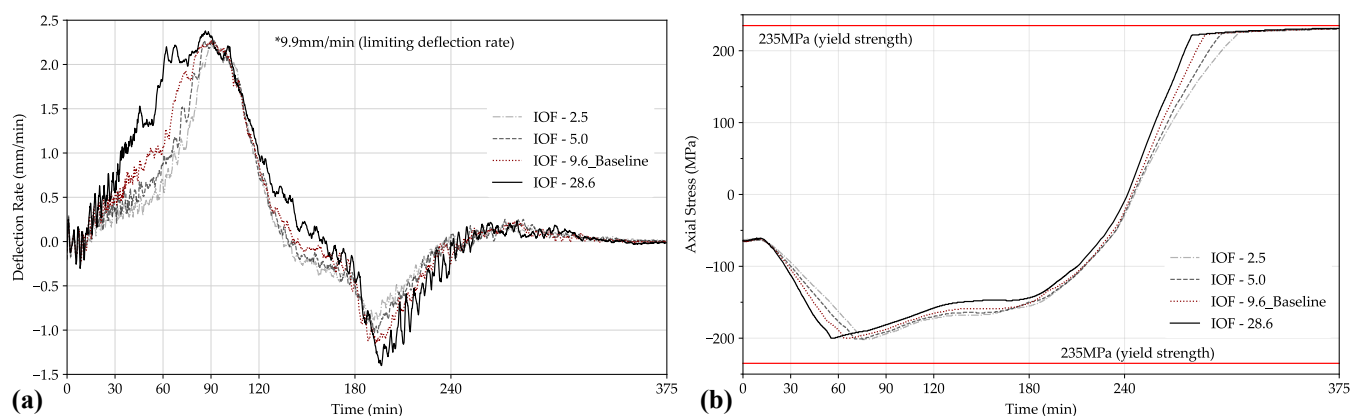 2.5
2.0
1.5
1.0
0.5
0.0
−0.5
−1.0
−1.5
−2.0
Deflection Rate (mm/min)
*9.9mm/min (limiting deflection rate)
IOF - 2.5
IOF - 5.0
IOF - 9.6_Baseline
IOF - 28.6
0 30 60 90 120 180 240 375
Time (min)
(a)
235MPa (yield strength)
200
100
0
−100
−200
Axial Stress (MPa)
IOF - 2.5
IOF - 5.0
IOF - 9.6_Baseline
IOF - 28.6
235MPa (yield strength)
0 30 60 90 120 180 240 375
Time (min)
(b)